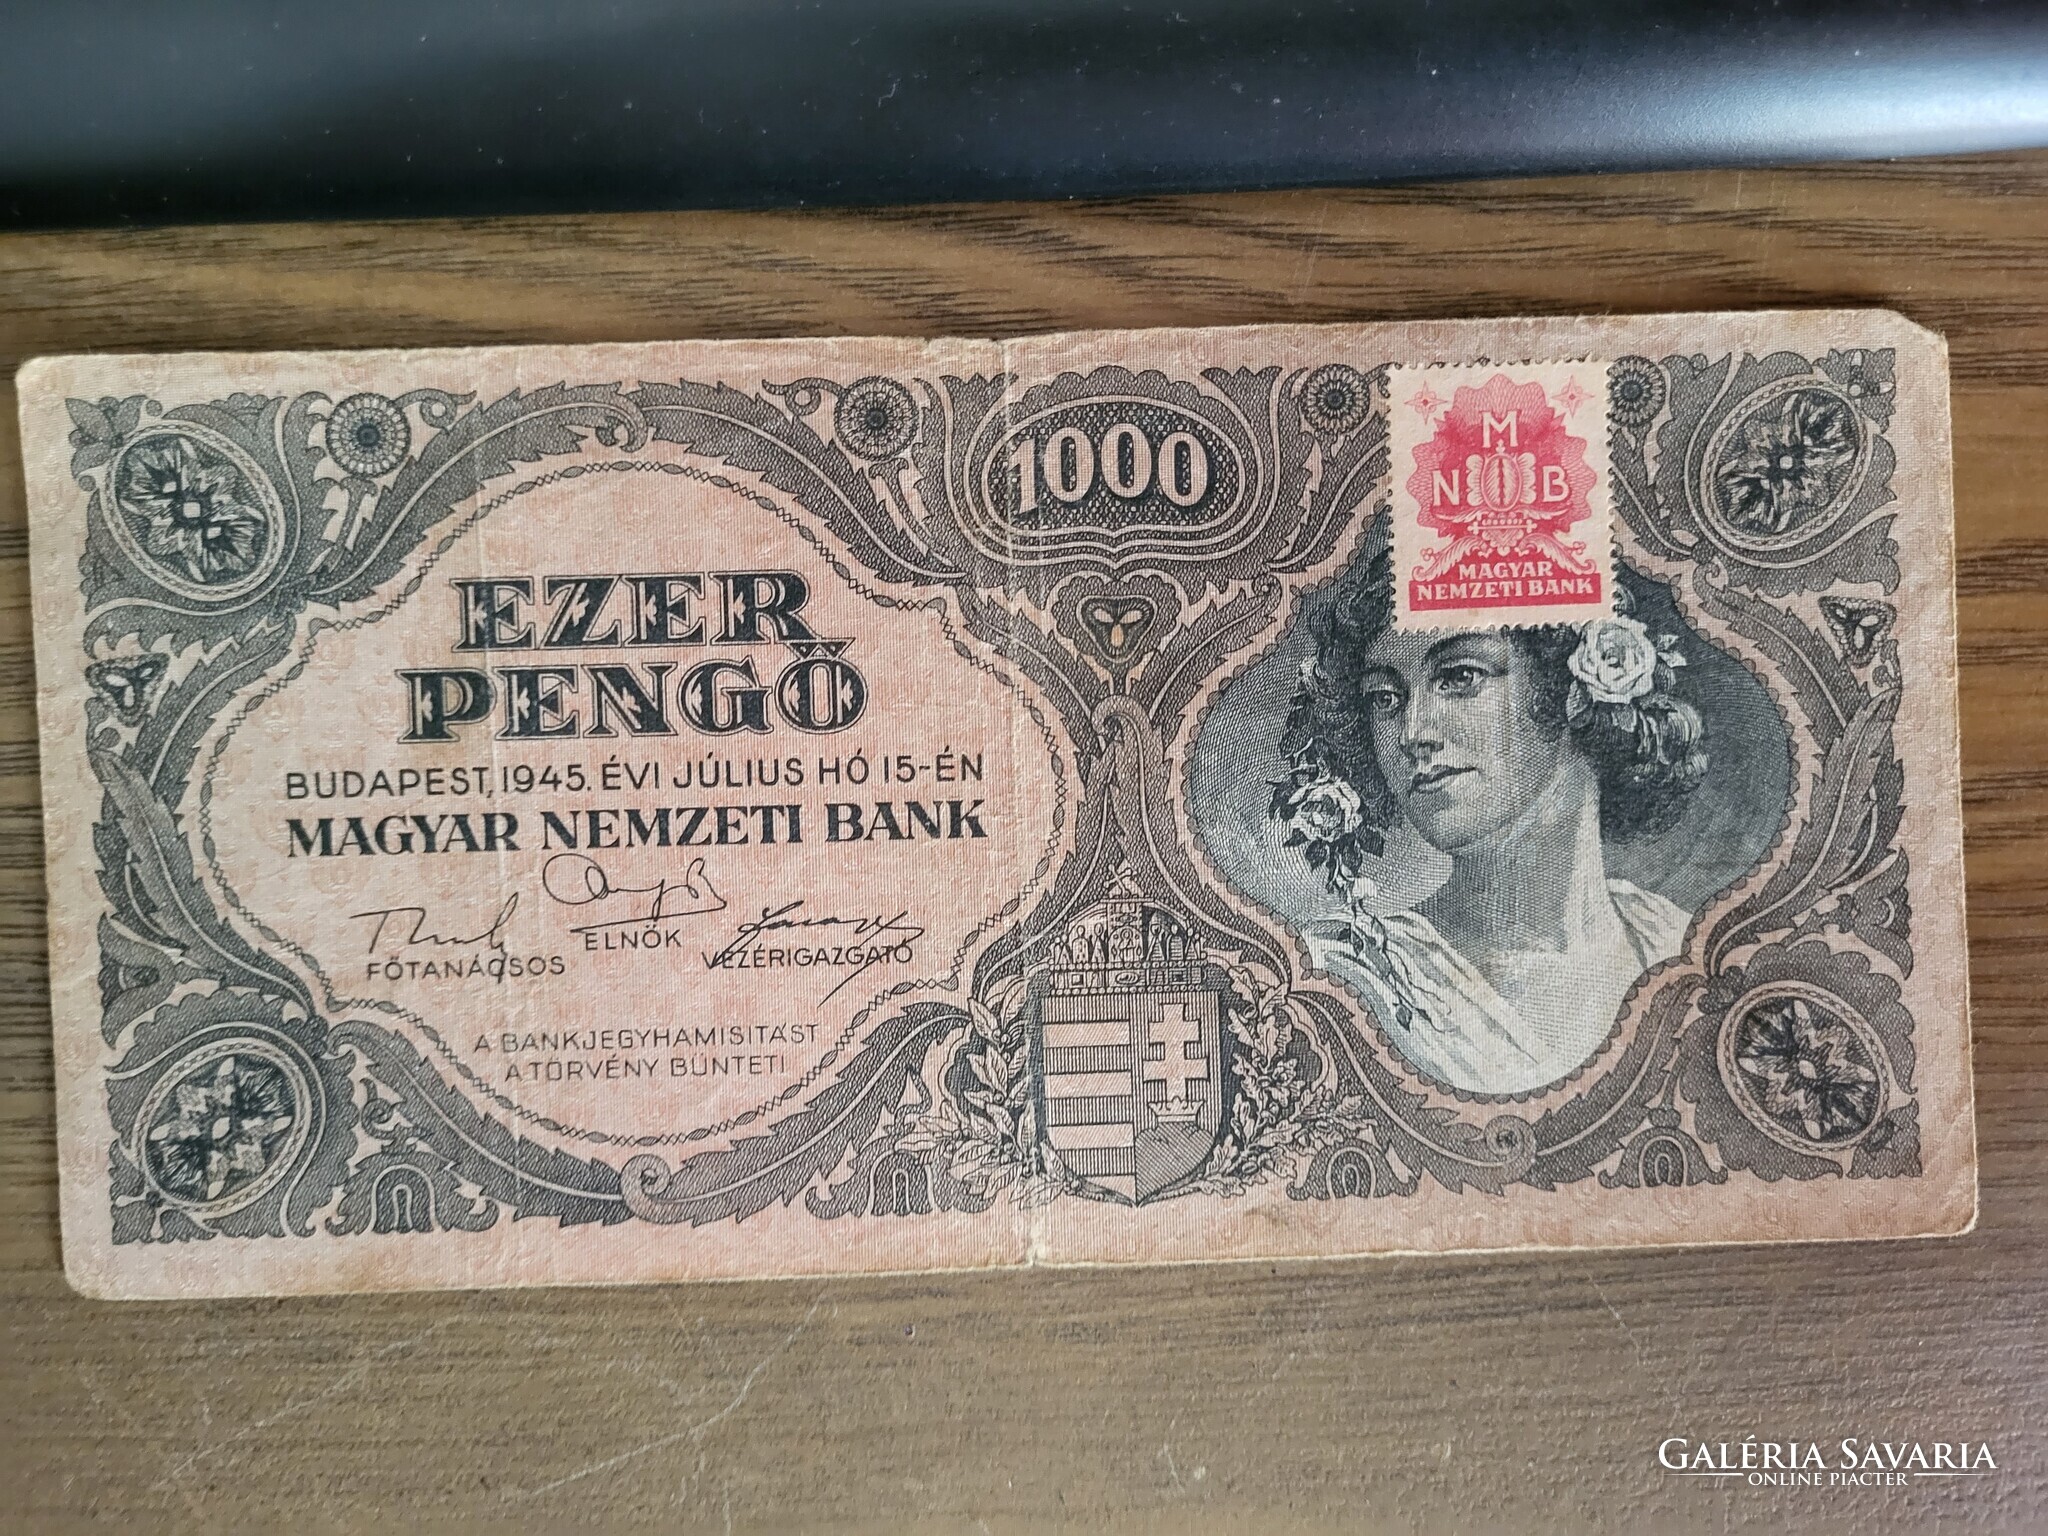 1000
M
N B
MAGYAR
NEMZETI BANK
EZER
PENGŐ
BUDAPEST, 1945. ÉVI JÚLIUS HÓ 15-ÉN
MAGYAR NEMZETI BANK
FŐTANÁCSOS
ELNÖK
VEZÉRIGAZGATÓ
A BANKJEGYHAMISITÁST
A TÖRVÉNY BÜNTETI
GALÉRIA SAVARIA
ONLINE PIACTÉR